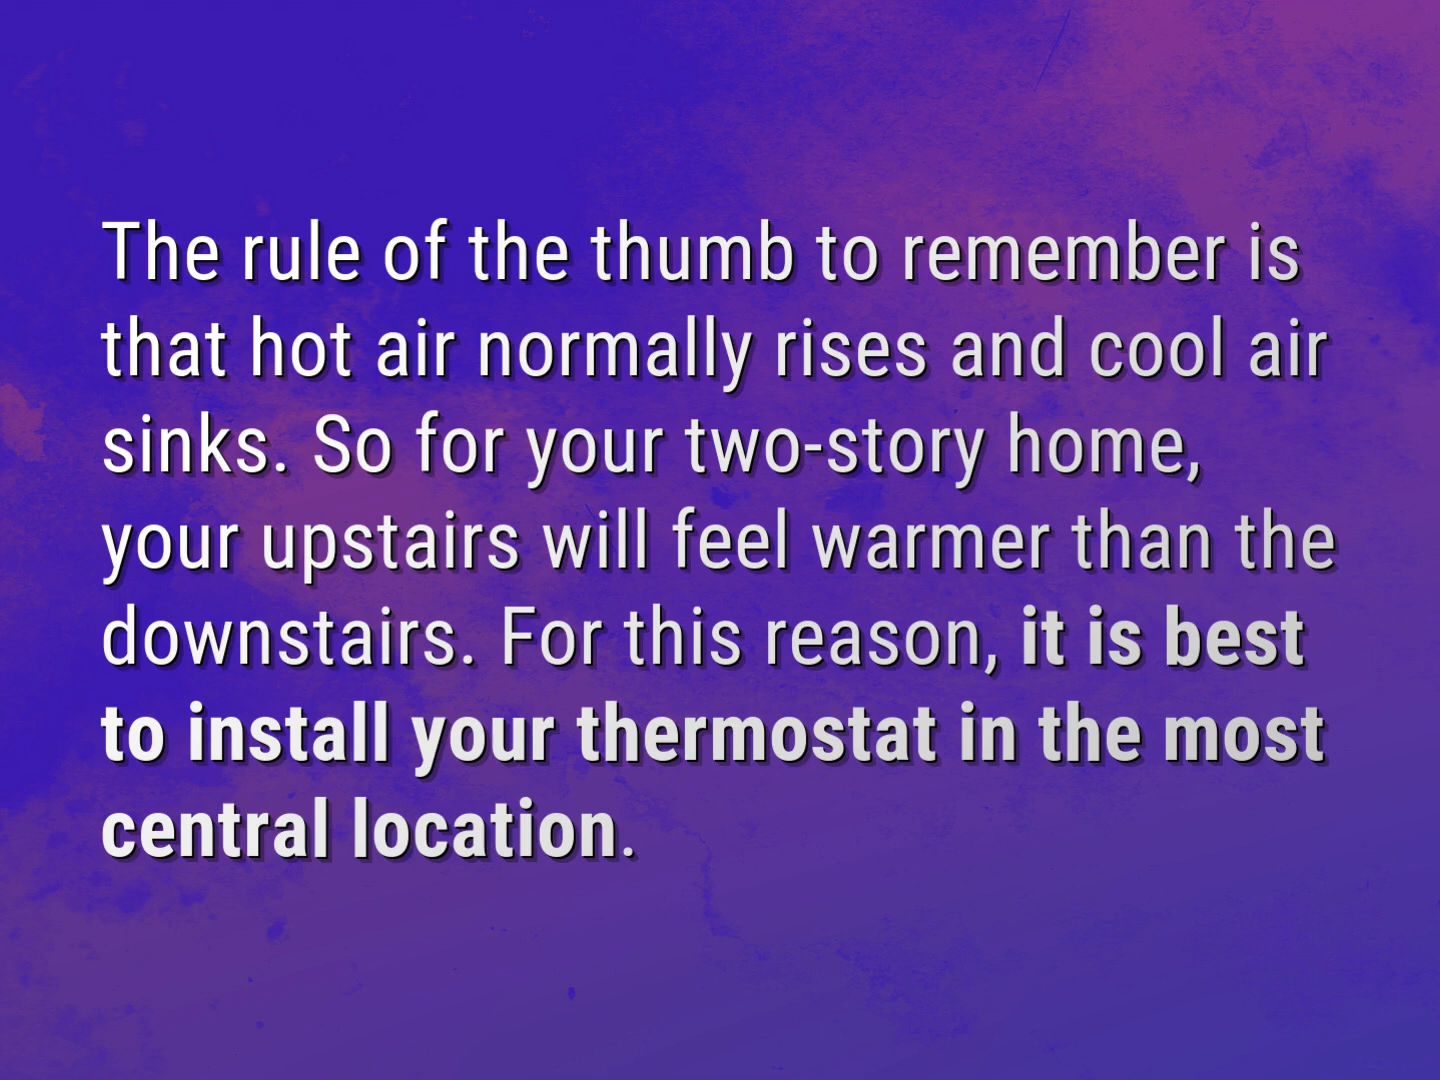 The rule of the thumb to remember is
that hot air normally rises and cool air
sinks. So for your two-story home,
your upstairs will feel warmer than the
downstairs. For this reason, it is best
to install your thermostat in the most
central location.